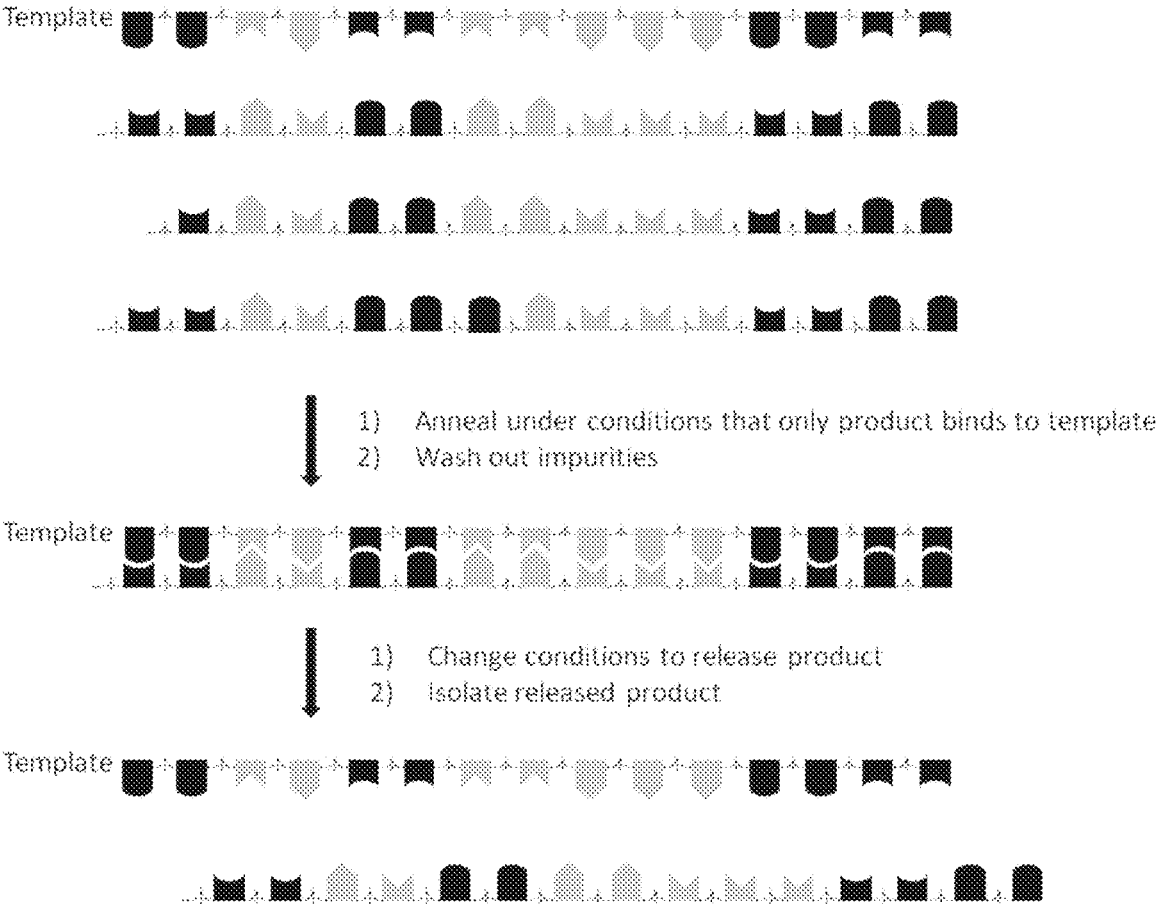 Template
1) Anneal under conditions that only product binds to template
2) Wash out impurities
Template
1) Change conditions to release product
2) Isolate released product
Template